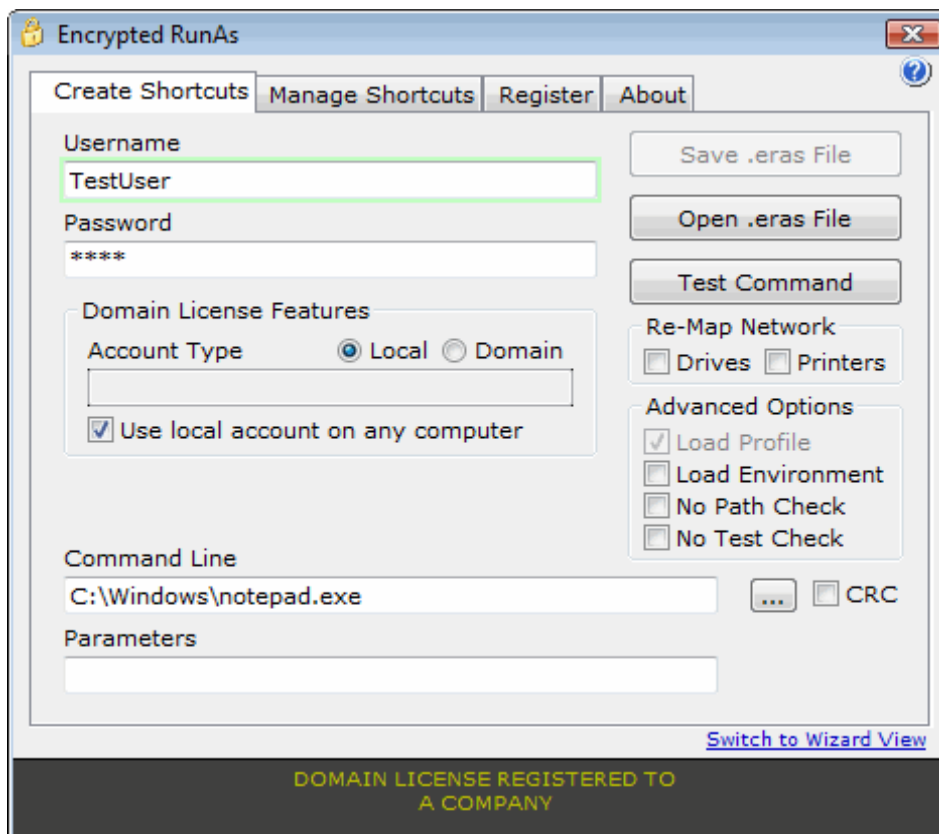 Encrypted RunAs
Create Shortcuts Manage Shortcuts Register About
Username
TestUser
Password
****
Domain License Features
Account Type Local Domain
Use local account on any computer
Save .eras File
Open .eras File
Test Command
Re-Map Network
Drives Printers
Advanced Options
Load Profile
Load Environment
No Path Check
No Test Check
Command Line
C:\Windows\notepad.exe ... CRC
Parameters
Switch to Wizard View
DOMAIN LICENSE REGISTERED TO
A COMPANY